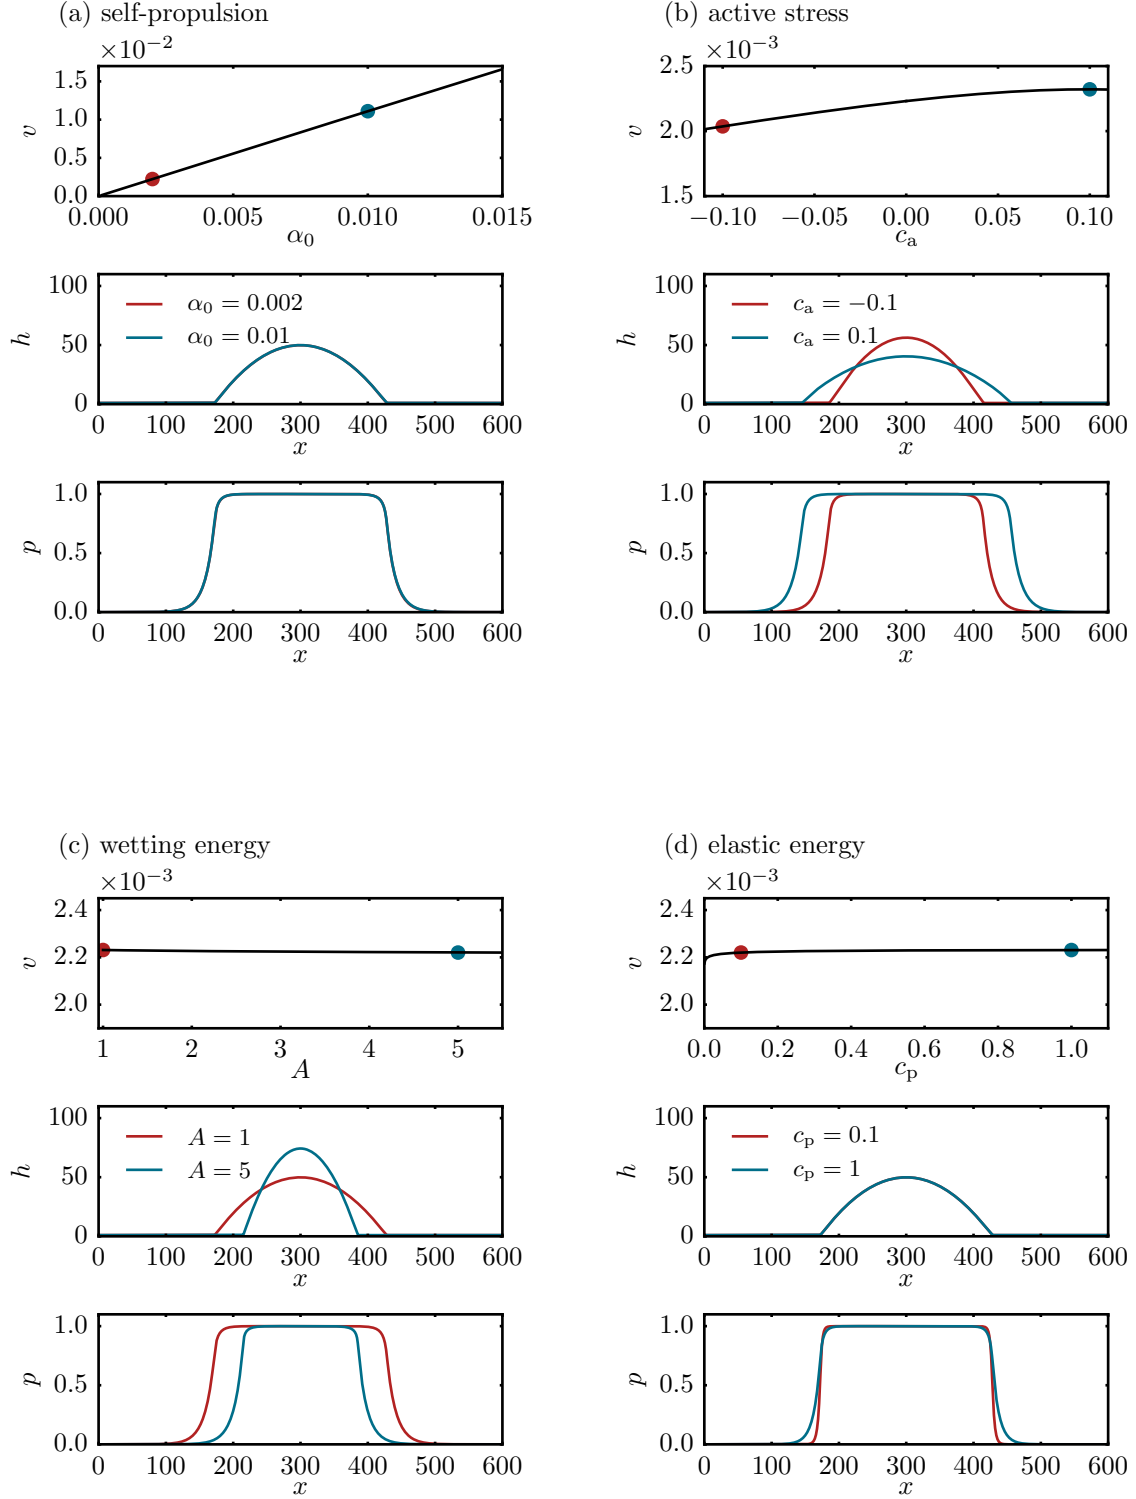 (a) self-propulsion
×10⁻²
1.5
1.0
0.5
0.0
v
0.000 0.005 0.010 0.015
α₀
100
50
0
h
α₀ = 0.002
α₀ = 0.01
0 100 200 300 400 500 600
x
1.0
0.5
0.0
p
0 100 200 300 400 500 600
x
(b) active stress
×10⁻³
2.5
2.0
1.5
v
−0.10 −0.05 0.00 0.05 0.10
cₐ
100
50
0
h
cₐ = −0.1
cₐ = 0.1
0 100 200 300 400 500 600
x
1.0
0.5
0.0
p
0 100 200 300 400 500 600
x
(c) wetting energy
×10⁻³
2.4
2.2
2.0
v
1 2 3 4 5
A
100
50
0
h
A = 1
A = 5
0 100 200 300 400 500 600
x
1.0
0.5
0.0
p
0 100 200 300 400 500 600
x
(d) elastic energy
×10⁻³
2.4
2.2
2.0
v
0.0 0.2 0.4 0.6 0.8 1.0
cₚ
100
50
0
h
cₚ = 0.1
cₚ = 1
0 100 200 300 400 500 600
x
1.0
0.5
0.0
p
0 100 200 300 400 500 600
x